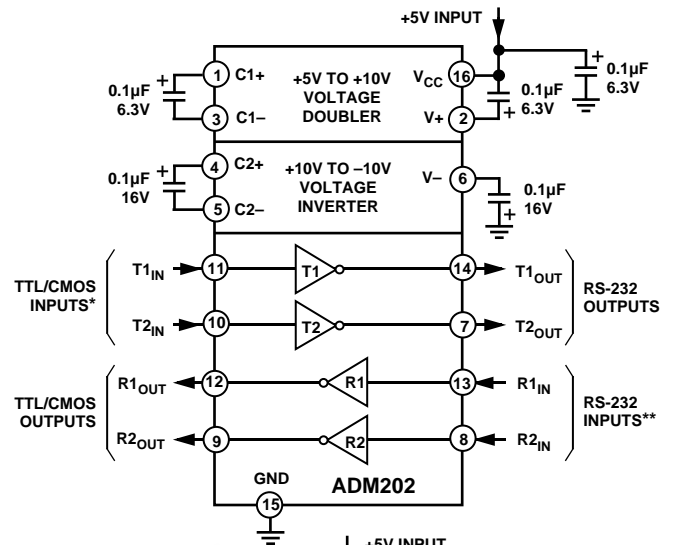 +5V INPUT
1 C1+
+5V TO +10V
VOLTAGE
DOUBLER
VCC 16
0.1µF
6.3V
+
3 C1–
V+ 2
+
0.1µF
6.3V
+
0.1µF
6.3V
4 C2+
+10V TO –10V
VOLTAGE
INVERTER
V– 6
0.1µF
16V
+
5 C2–
+
0.1µF
16V
TTL/CMOS
INPUTS*
T1IN 11 T1 14 T1OUT
T2IN 10 T2 7 T2OUT
RS-232
OUTPUTS
TTL/CMOS
OUTPUTS
R1OUT 12 R1 13 R1IN
R2OUT 9 R2 8 R2IN
RS-232
INPUTS**
GND
15
ADM202
+5V INPUT